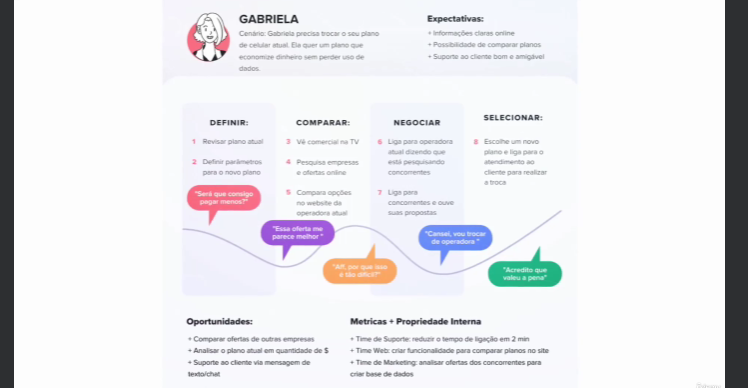 GABRIELA
Cenário: Gabriela precisa trocar o seu plano
de celular atual. Ela quer um plano que
economize dinheiro sem perder uso de
dados.
Expectativas:
+ Informações claras online
+ Possibilidade de comparar planos
+ Suporte ao cliente bom e amigável
DEFINIR:
1 Revisar plano atual
2 Definir parâmetros
para o novo plano
COMPARAR:
3 Vê comercial na TV
4 Pesquisa empresas
e ofertas online
5 Compara opções
no website da
operadora atual
NEGOCIAR
6 Liga para operadora
atual dizendo que
está pesquisando
concorrentes
7 Liga para
concorrentes e ouve
suas propostas
SELECIONAR:
8 Escolhe um novo
plano e liga para o
atendimento ao
cliente para realizar
a troca
"Será que consigo
pagar menos?"
"Essa oferta me
parece melhor "
"Aff, por que isso
é tão difícil?"
"Cansei, vou trocar
de operadora "
"Acredito que
valeu a pena"
Oportunidades:
+ Comparar ofertas de outras empresas
+ Analisar o plano atual em quantidade de $
+ Suporte ao cliente via mensagem de
texto/chat
Metricas + Propriedade Interna
+ Time de Suporte: reduzir o tempo de ligação em 2 min
+ Time Web: criar funcionalidade para comparar planos no site
+ Time de Marketing: analisar ofertas dos concorrentes para
criar base de dados